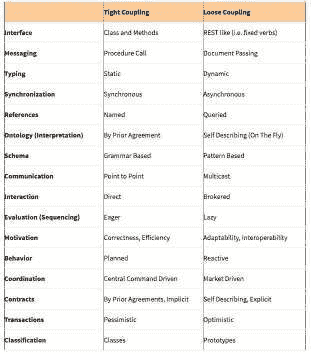 Tight Coupling Loose Coupling
Interface Class and Methods REST like (i.e. fixed verbs)
Messaging Procedure Call Document Passing
Typing Static Dynamic
Synchronization Synchronous Asynchronous
References Named Queried
Ontology (Interpretation) By Prior Agreement Self Describing (On The Fly)
Schema Grammar Based Pattern Based
Communication Point to Point Multicast
Interaction Direct Brokered
Evaluation (Sequencing) Eager Lazy
Motivation Correctness, Efficiency Adaptability, Interoperability
Behavior Planned Reactive
Coordination Central Command Driven Market Driven
Contracts By Prior Agreements, Implicit Self Describing, Explicit
Transactions Pessimistic Optimistic
Classification Classes Prototypes